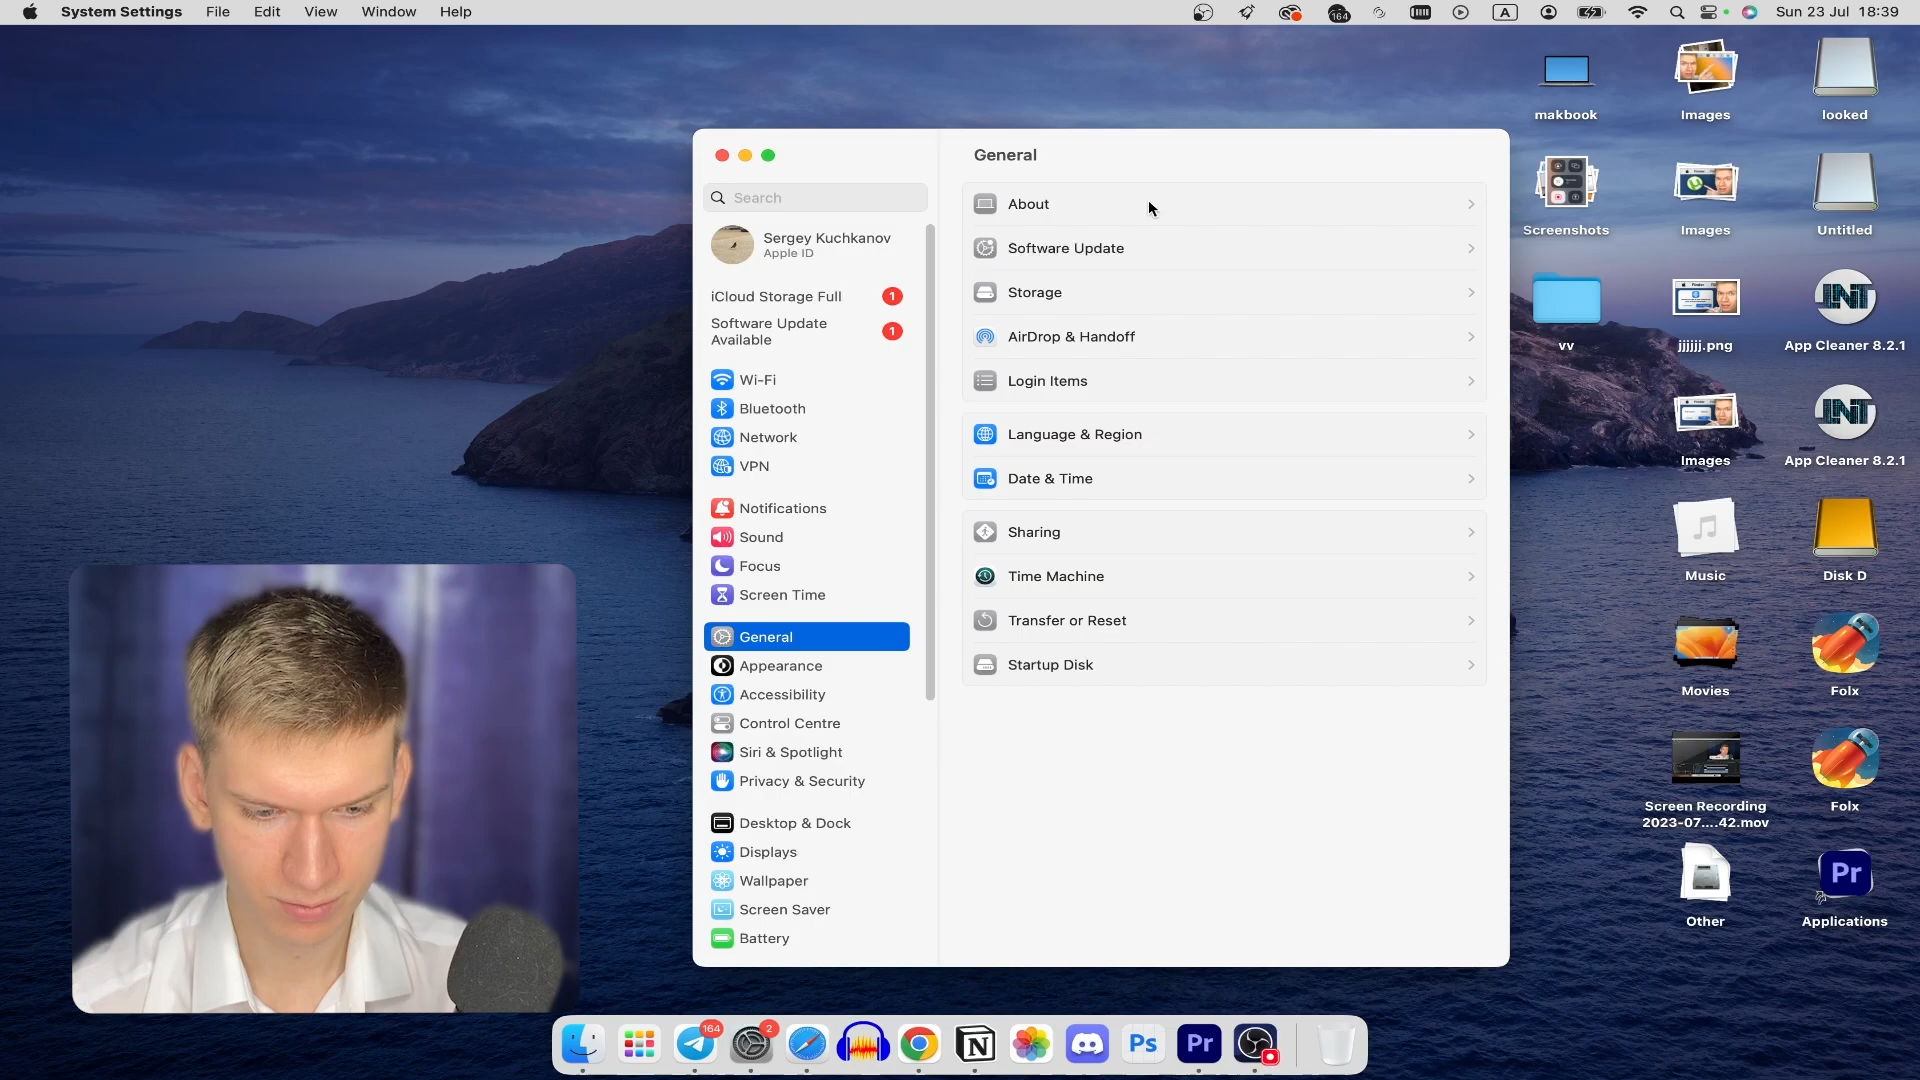 System Settings File Edit View Window Help
164 A Sun 23 Jul 18:39
makbook
Images
looked
Screenshots
Images
Untitled
vv
jjjjjj.png
App Cleaner 8.2.1
Images
App Cleaner 8.2.1
Music
Disk D
Movies
Folx
Screen Recording
2023-07....42.mov
Folx
Other
Pr
Applications
Search
Sergey Kuchkanov
Apple ID
iCloud Storage Full 1
Software Update
Available 1
Wi-Fi
Bluetooth
Network
VPN
Notifications
Sound
Focus
Screen Time
General
Appearance
Accessibility
Control Centre
Siri & Spotlight
Privacy & Security
Desktop & Dock
Displays
Wallpaper
Screen Saver
Battery
General
About
Software Update
Storage
AirDrop & Handoff
Login Items
Language & Region
Date & Time
Sharing
Time Machine
Transfer or Reset
Startup Disk
164 2 Ps Pr